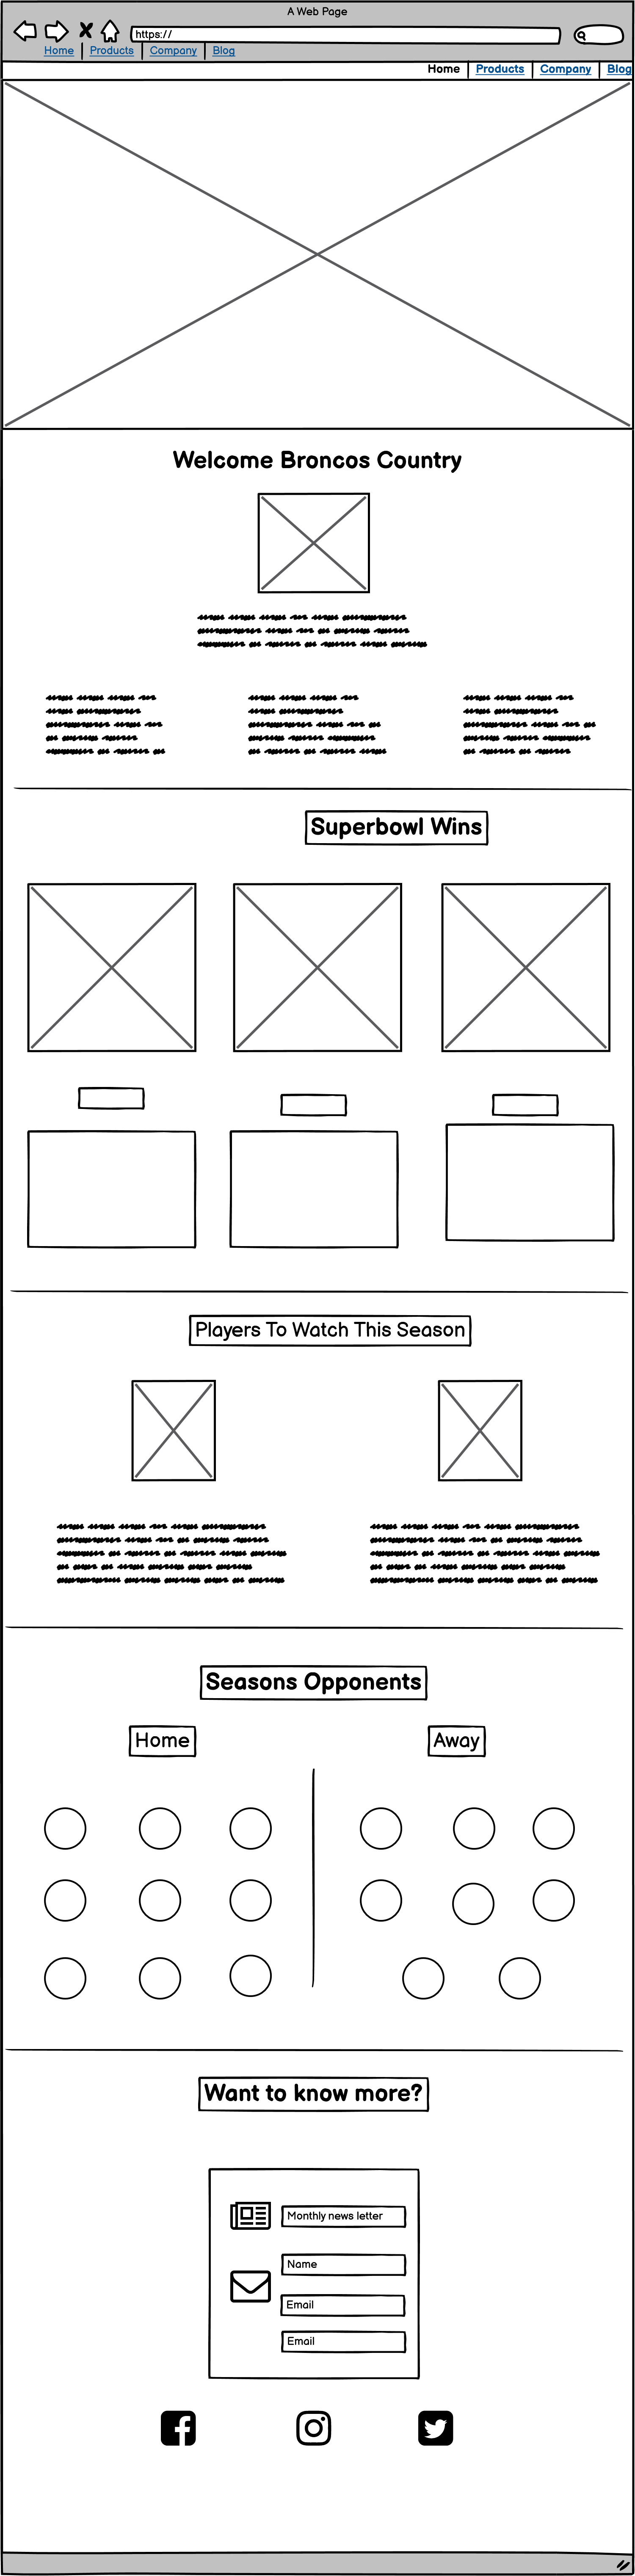 A Web Page
https://
Home Products Company Blog
Home Products Company Blog
Welcome Broncos Country
Superbowl Wins
Players To Watch This Season
Seasons Opponents
Home Away
Want to know more?
Monthly news letter
Name
Email
Email